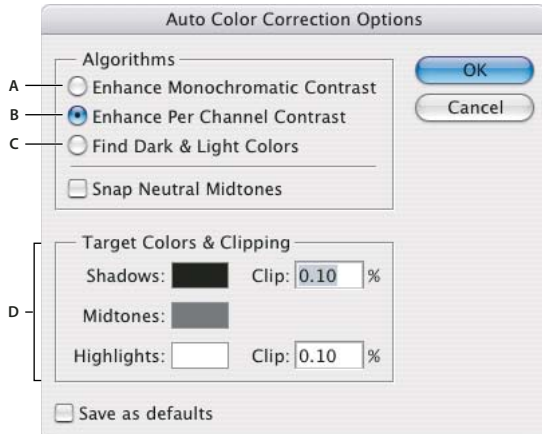 Auto Color Correction Options
Algorithms
A
Enhance Monochromatic Contrast
B
Enhance Per Channel Contrast
C
Find Dark & Light Colors
Snap Neutral Midtones
OK
Cancel
D
Target Colors & Clipping
Shadows: Clip: 0.10 %
Midtones:
Highlights: Clip: 0.10 %
Save as defaults